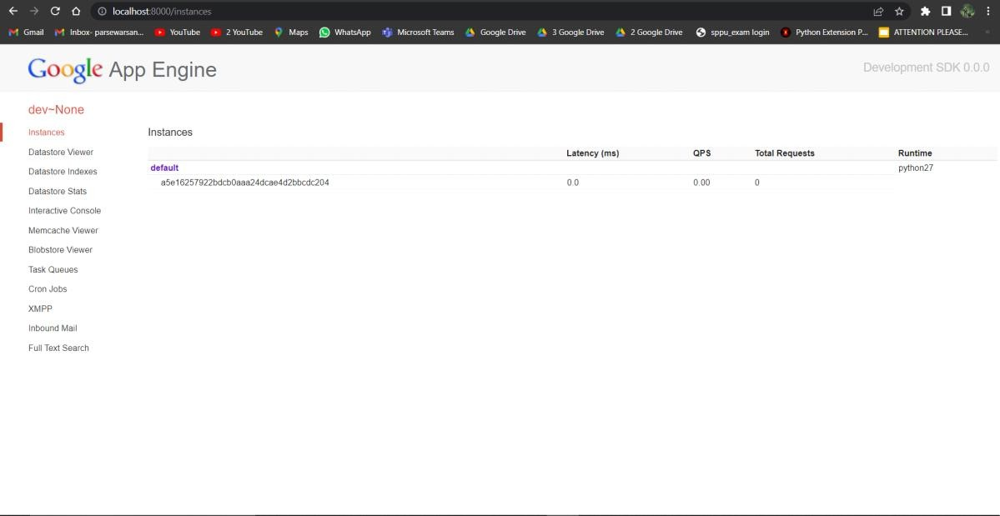 localhost:8000/instances
Gmail Inbox- parsewarsan... YouTube 2 YouTube Maps WhatsApp Microsoft Teams Google Drive 3 Google Drive 2 Google Drive sppu_exam login Python Extension P... ATTENTION PLEASE...
Google App Engine
Development SDK 0.0.0
dev~None
Instances
Datastore Viewer
Datastore Indexes
Datastore Stats
Interactive Console
Memcache Viewer
Blobstore Viewer
Task Queues
Cron Jobs
XMPP
Inbound Mail
Full Text Search
Instances
Latency (ms) QPS Total Requests Runtime
default python27
a5e16257922bdcb0aaa24dcae4d2bbcdc204 0.0 0.00 0